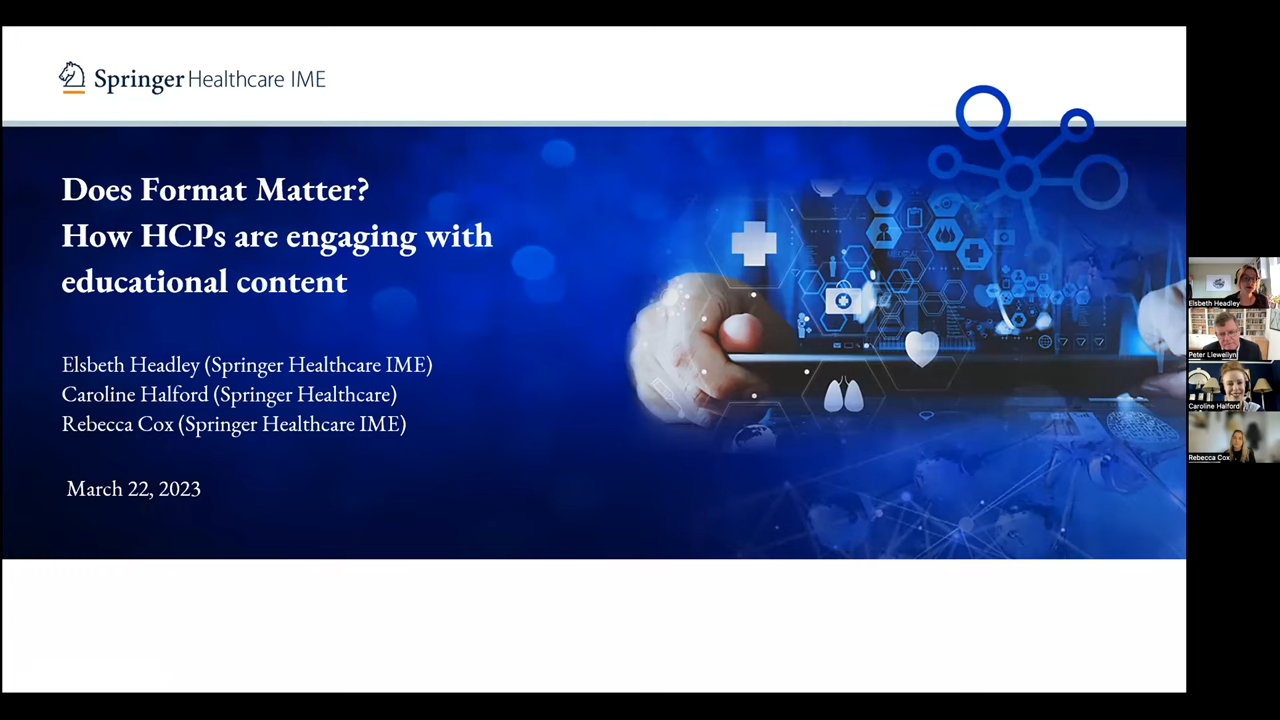 Springer Healthcare IME
Does Format Matter?
How HCPs are engaging with
educational content
Elsbeth Headley (Springer Healthcare IME)
Caroline Halford (Springer Healthcare)
Rebecca Cox (Springer Healthcare IME)
March 22, 2023
Elsbeth Headley
Peter Llewellyn
Caroline Halford
Rebecca Cox